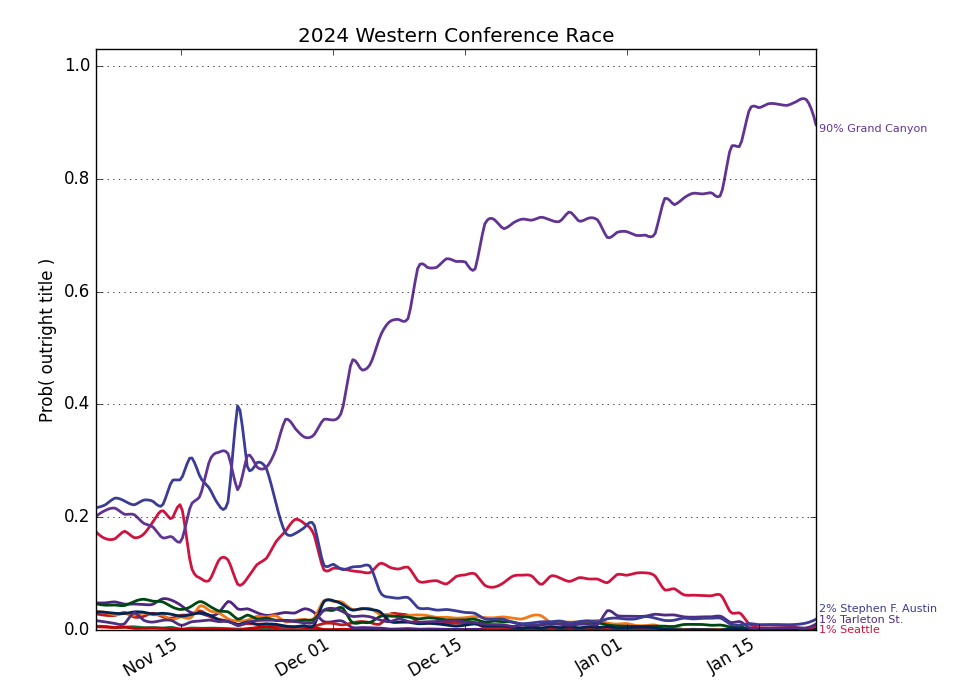 2024 Western Conference Race
Prob( outright title )
1.0
0.8
0.6
0.4
0.2
0.0
Nov 15
Dec 01
Dec 15
Jan 01
Jan 15
90% Grand Canyon
2% Stephen F. Austin
1% Tarleton St.
1% Seattle